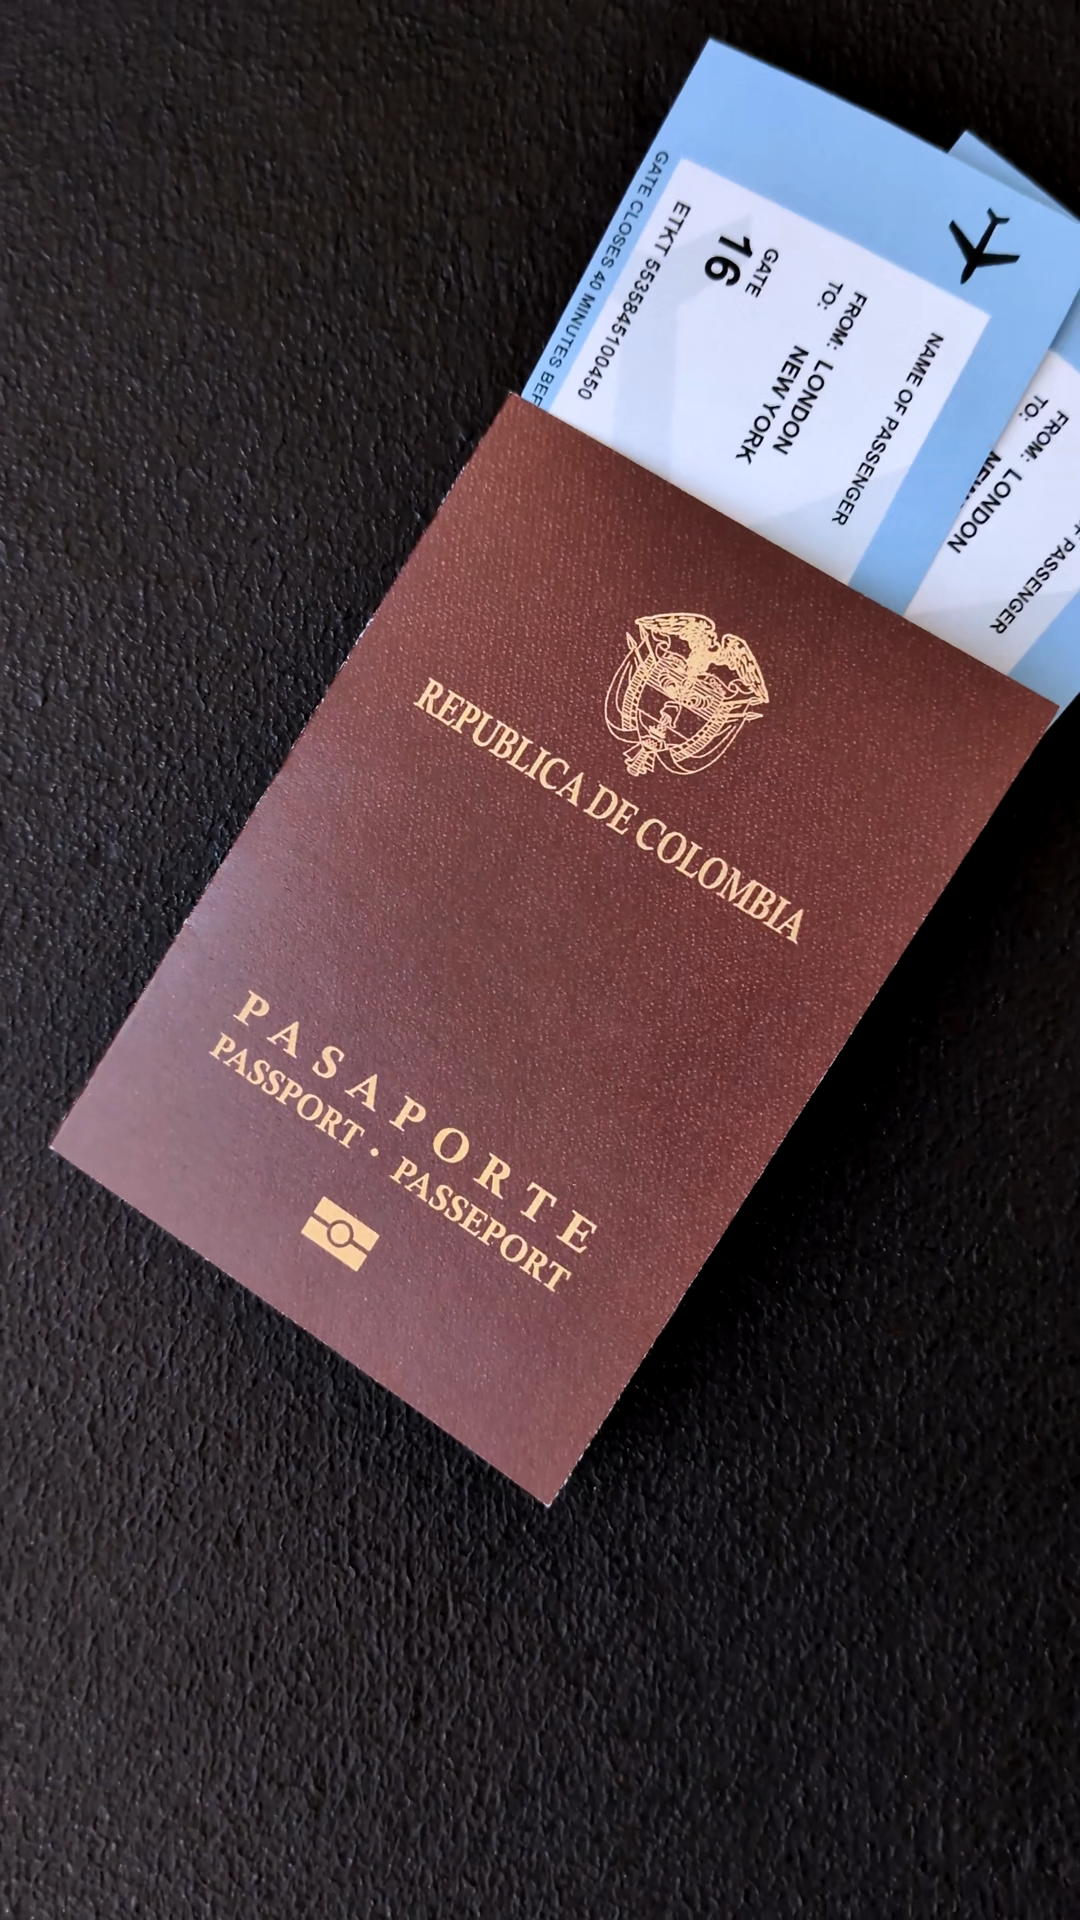 NAME OF PASSENGER
FROM: LONDON
TO: NEW YORK
GATE
16
ETKT 5535845100450
GATE CLOSES 40 MINUTES
PASSENGER
FROM: LONDON
TO:
REPUBLICA DE COLOMBIA
PASAPORTE
PASSPORT • PASSEPORT